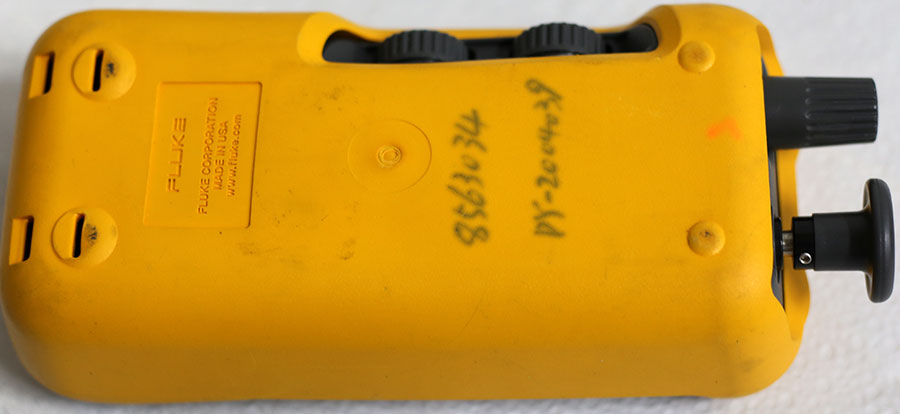 FLUKE
FLUKE CORPORATION
MADE IN USA
www.fluke.com
8563034
PY-2004039